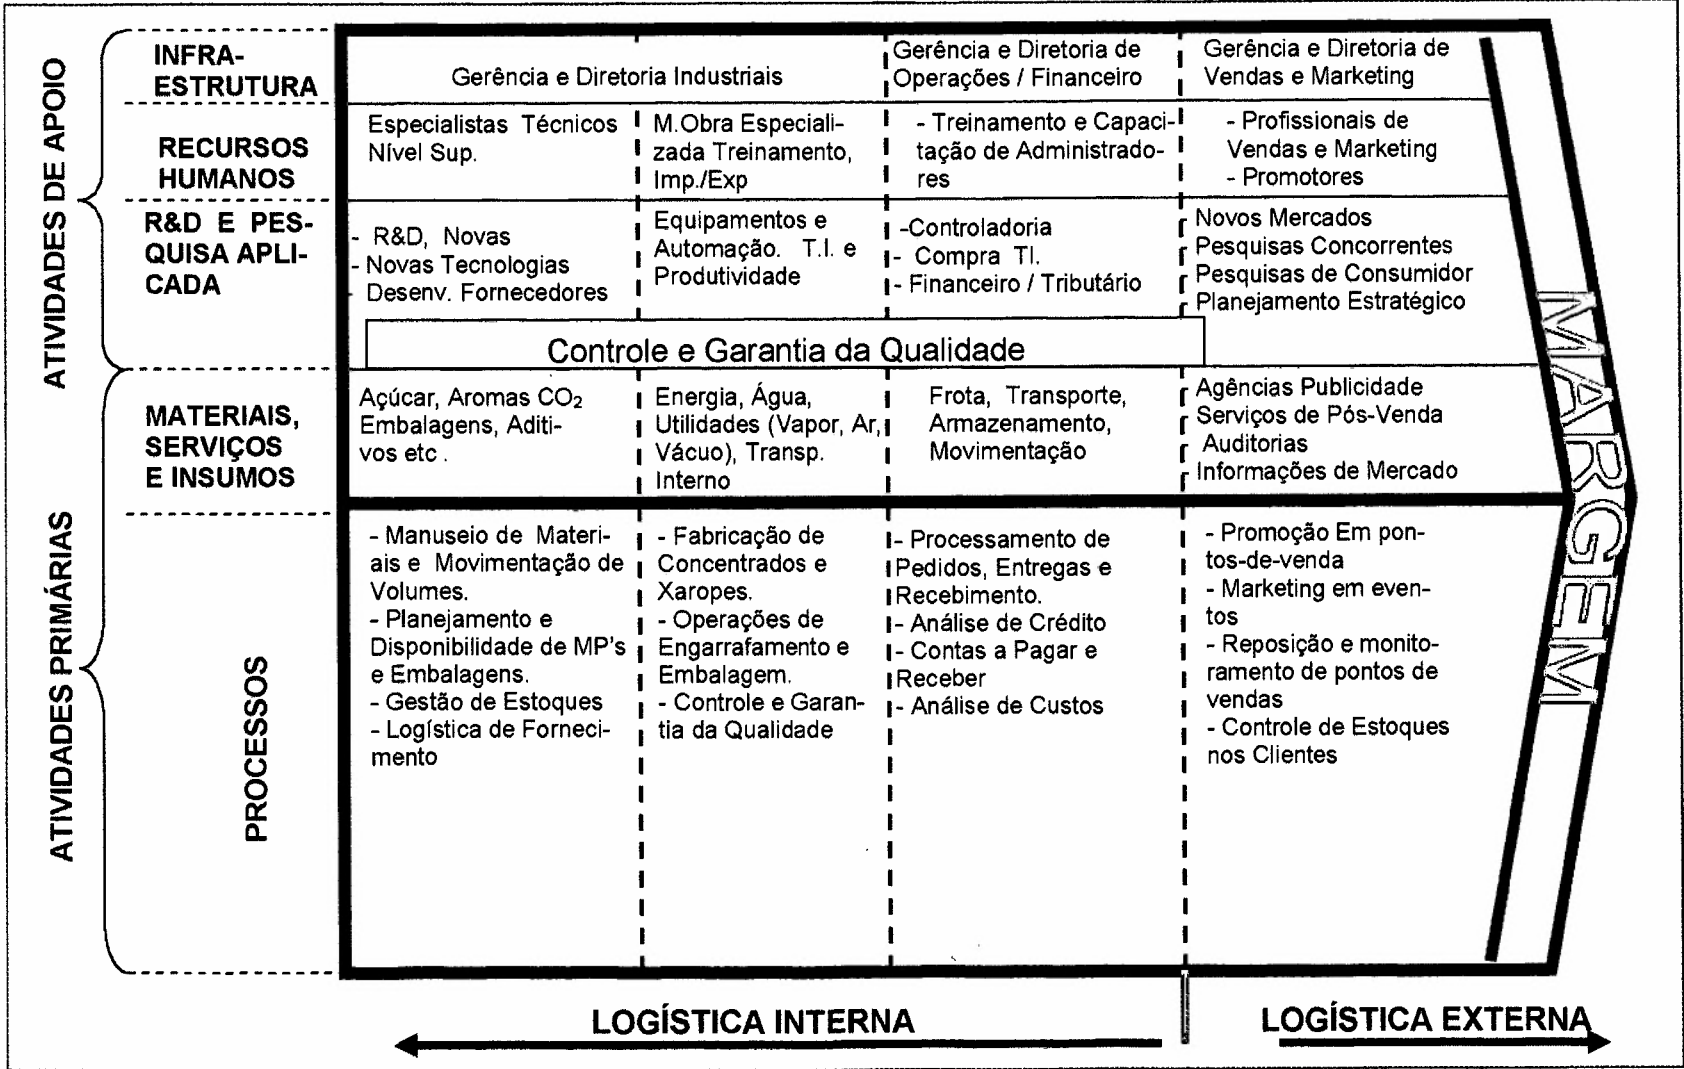 ATIVIDADES DE APOIO
INFRA-
ESTRUTURA
Gerência e Diretoria Industriais
Gerência e Diretoria de
Operações / Financeiro
Gerência e Diretoria de
Vendas e Marketing
RECURSOS
HUMANOS
Especialistas Técnicos
Nível Sup.
M.Obra Especiali-
zada Treinamento,
Imp./Exp
- Treinamento e Capaci-
tação de Administrado-
res
- Profissionais de
Vendas e Marketing
- Promotores
R&D E PES-
QUISA APLI-
CADA
- R&D, Novas
- Novas Tecnologias
- Desenv. Fornecedores
Equipamentos e
Automação. T.I. e
Produtividade
-Controladoria
- Compra TI.
- Financeiro / Tributário
Novos Mercados
Pesquisas Concorrentes
Pesquisas de Consumidor
Planejamento Estratégico
Controle e Garantia da Qualidade
ATIVIDADES PRIMÁRIAS
MATERIAIS,
SERVIÇOS
E INSUMOS
Açúcar, Aromas CO2
Embalagens, Aditi-
vos etc .
Energia, Água,
Utilidades (Vapor, Ar,
Vácuo), Transp.
Interno
Frota, Transporte,
Armazenamento,
Movimentação
Agências Publicidade
Serviços de Pós-Venda
Auditorias
Informações de Mercado
PROCESSOS
- Manuseio de Materi-
ais e Movimentação de
Volumes.
- Planejamento e
Disponibilidade de MP's
e Embalagens.
- Gestão de Estoques
- Logística de Forneci-
mento
- Fabricação de
Concentrados e
Xaropes.
- Operações de
Engarrafamento e
Embalagem.
- Controle e Garan-
tia da Qualidade
- Processamento de
Pedidos, Entregas e
Recebimento.
- Análise de Crédito
- Contas a Pagar e
Receber
- Análise de Custos
- Promoção Em pon-
tos-de-venda
- Marketing em even-
tos
- Reposição e monito-
ramento de pontos de
vendas
- Controle de Estoques
nos Clientes
MARGEM
LOGÍSTICA INTERNA
LOGÍSTICA EXTERNA